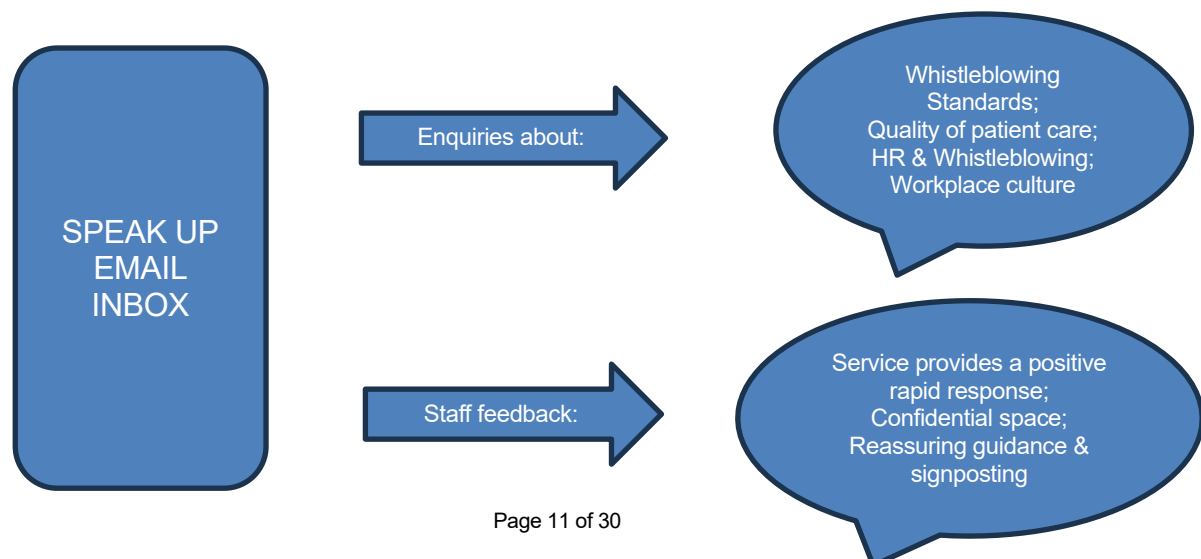 SPEAK UP
EMAIL
INBOX
Enquiries about:
Whistleblowing
Standards;
Quality of patient care;
HR & Whistleblowing;
Workplace culture
Staff feedback:
Service provides a positive
rapid response;
Confidential space;
Reassuring guidance &
signposting
Page 11 of 30